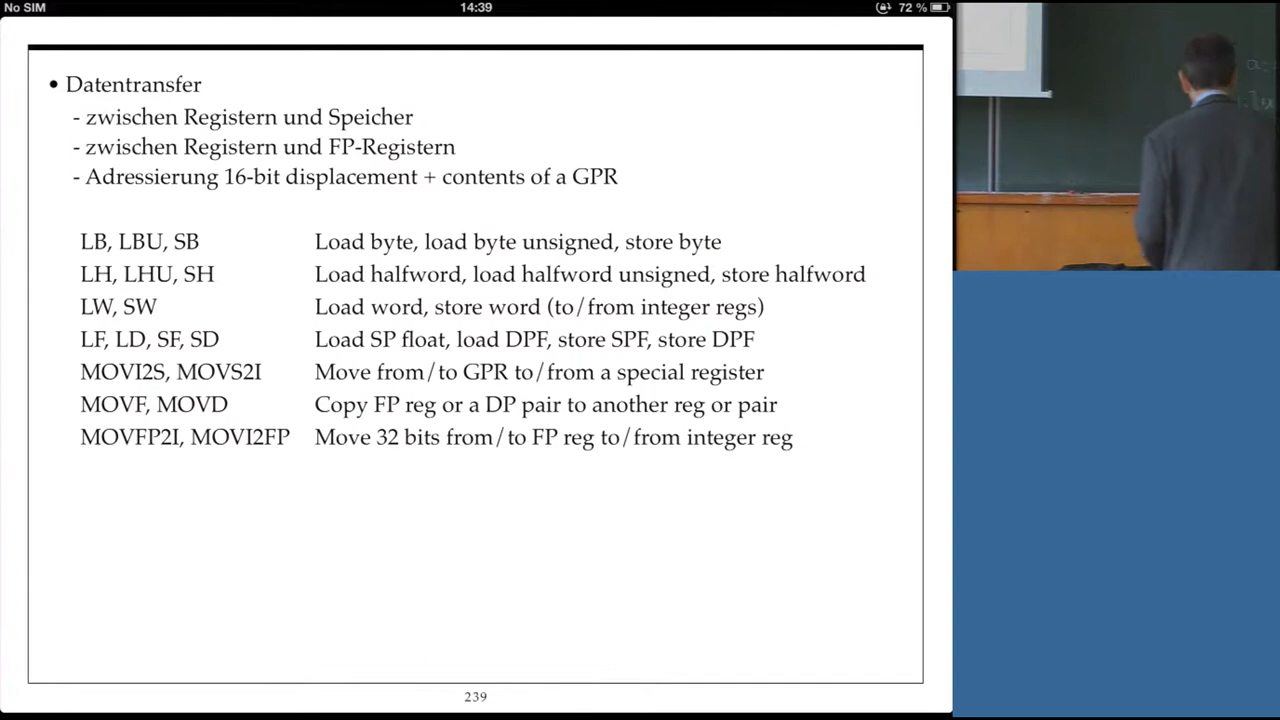 No SIM 14:39 72 %
• Datentransfer
- zwischen Registern und Speicher
- zwischen Registern und FP-Registern
- Adressierung 16-bit displacement + contents of a GPR
LB, LBU, SB Load byte, load byte unsigned, store byte
LH, LHU, SH Load halfword, load halfword unsigned, store halfword
LW, SW Load word, store word (to/from integer regs)
LF, LD, SF, SD Load SP float, load DPF, store SPF, store DPF
MOVI2S, MOVS2I Move from/to GPR to/from a special register
MOVF, MOVD Copy FP reg or a DP pair to another reg or pair
MOVFP2I, MOVI2FP Move 32 bits from/to FP reg to/from integer reg
239